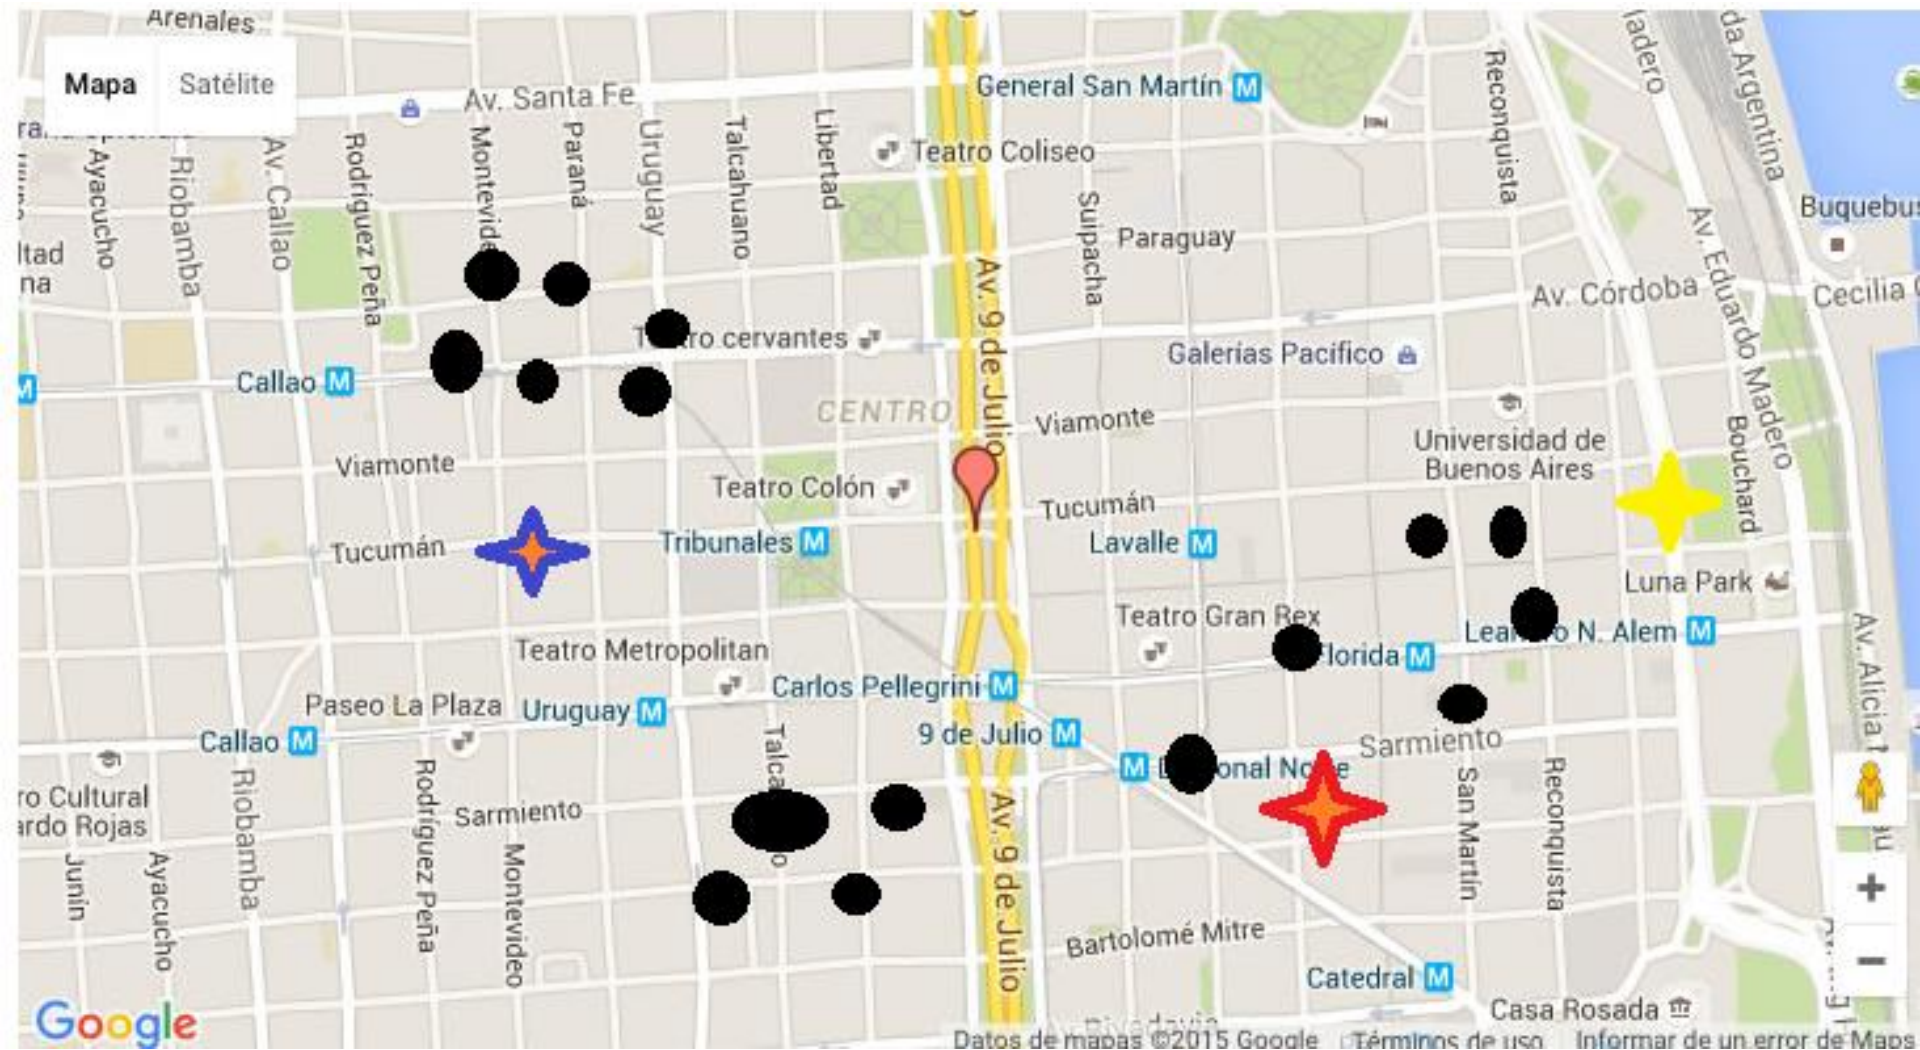 Arenales
Mapa
Satélite
Av. Santa Fe
General San Martín
M
Ayacucho
Riobamba
Av. Callao
Rodríguez Peña
Paraná
Uruguay
Talcahuano
Libertad
Teatro Coliseo
Suipacha
Paraguay
Reconquista
Av. Eduardo Madero
Av. Córdoba
Av. 9 de Julio
Callao M
cervantes
Galerías Pacífico
CENTRO
Viamonte
Viamonte
Universidad de
Buenos Aires
Bouchard
Teatro Colón
Tucumán
Tucumán
Tribunales M
Lavalle M
Luna Park
Teatro Gran Rex
N. Alem M
Teatro Metropolitan
M
Carlos Pellegrini M
Paseo La Plaza
Uruguay M
9 de Julio M
Callao M
Sarmiento
M
Sarmiento
Av. 9 de Julio
Riobamba
Rodríguez Peña
Montevideo
San Martín
Reconquista
Junín
Ayacucho
Bartolomé Mitre
Catedral M
Casa Rosada
+
−
Google
Datos de mapas ©2015 Google
Términos de uso
Informar de un error de Maps